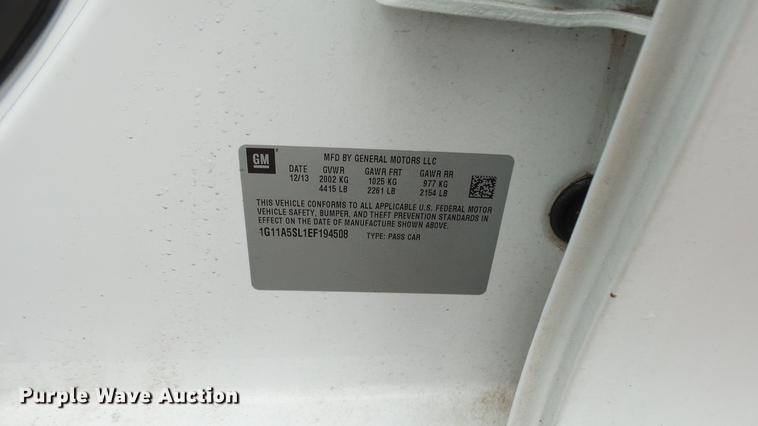 GM
MFD BY GENERAL MOTORS LLC
DATE GVWR GAWR FRT GAWR RR
12/13 2002 KG 1025 KG 977 KG
4415 LB 2261 LB 2154 LB
THIS VEHICLE CONFORMS TO ALL APPLICABLE U.S. FEDERAL MOTOR
VEHICLE SAFETY, BUMPER, AND THEFT PREVENTION STANDARDS IN
EFFECT ON THE DATE OF MANUFACTURE SHOWN ABOVE.
1G11A5SL1EF194508 TYPE: PASS CAR
Purple Wave Auction